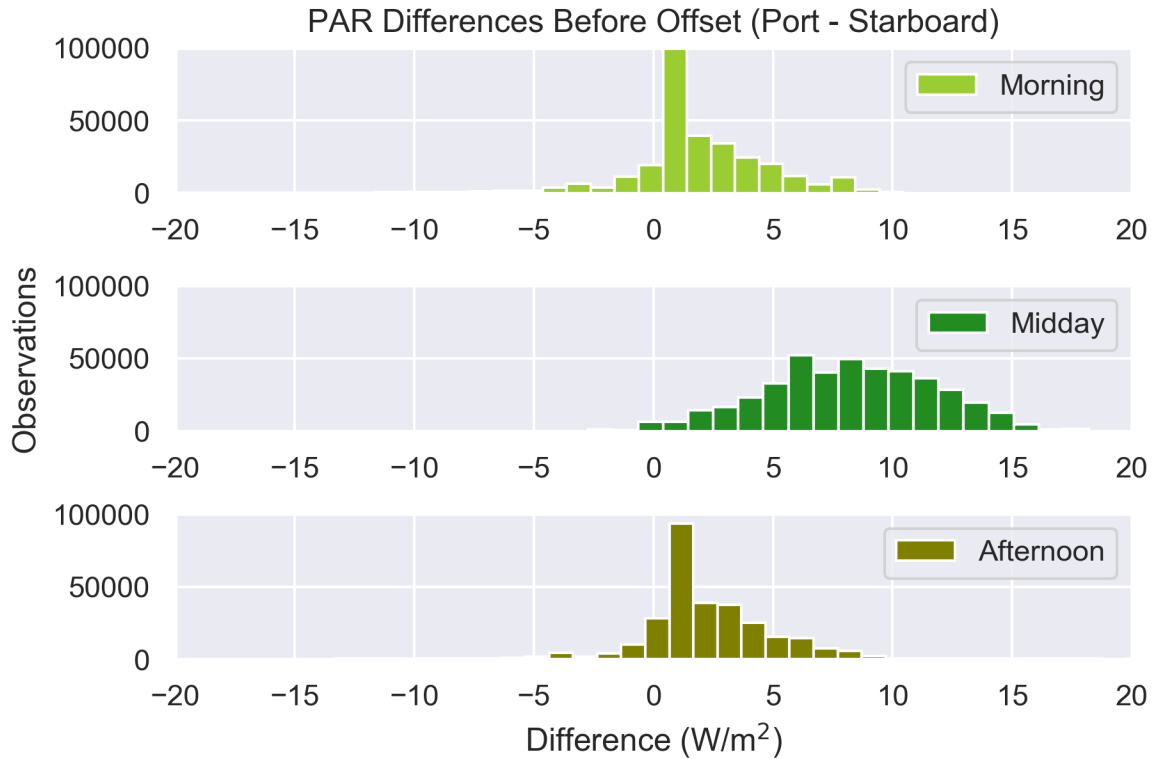 PAR Differences Before Offset (Port - Starboard)
100000
50000
0
Morning
−20 −15 −10 −5 0 5 10 15 20
Observations
100000
50000
0
Midday
−20 −15 −10 −5 0 5 10 15 20
100000
50000
0
Afternoon
−20 −15 −10 −5 0 5 10 15 20
Difference (W/m²)